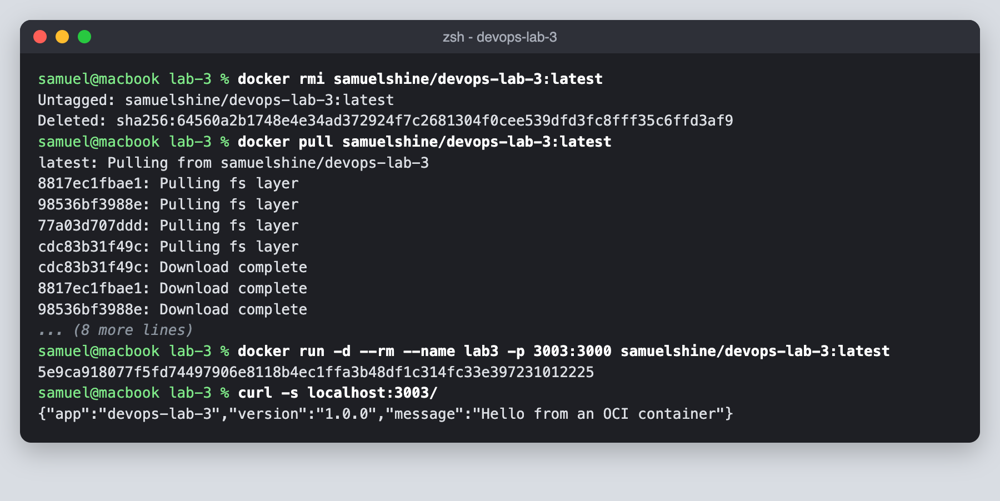 zsh - devops-lab-3
samuel@macbook lab-3 % docker rmi samuelshine/devops-lab-3:latest
Untagged: samuelshine/devops-lab-3:latest
Deleted: sha256:64560a2b1748e4e34ad372924f7c2681304f0cee539dfd3fc8fff35c6ffd3af9
samuel@macbook lab-3 % docker pull samuelshine/devops-lab-3:latest
latest: Pulling from samuelshine/devops-lab-3
8817ec1fbae1: Pulling fs layer
98536bf3988e: Pulling fs layer
77a03d707ddd: Pulling fs layer
cdc83b31f49c: Pulling fs layer
cdc83b31f49c: Download complete
8817ec1fbae1: Download complete
98536bf3988e: Download complete
... (8 more lines)
samuel@macbook lab-3 % docker run -d --rm --name lab3 -p 3003:3000 samuelshine/devops-lab-3:latest
5e9ca918077f5fd74497906e8118b4ec1ffa3b48df1c314fc33e397231012225
samuel@macbook lab-3 % curl -s localhost:3003/
{"app":"devops-lab-3","version":"1.0.0","message":"Hello from an OCI container"}